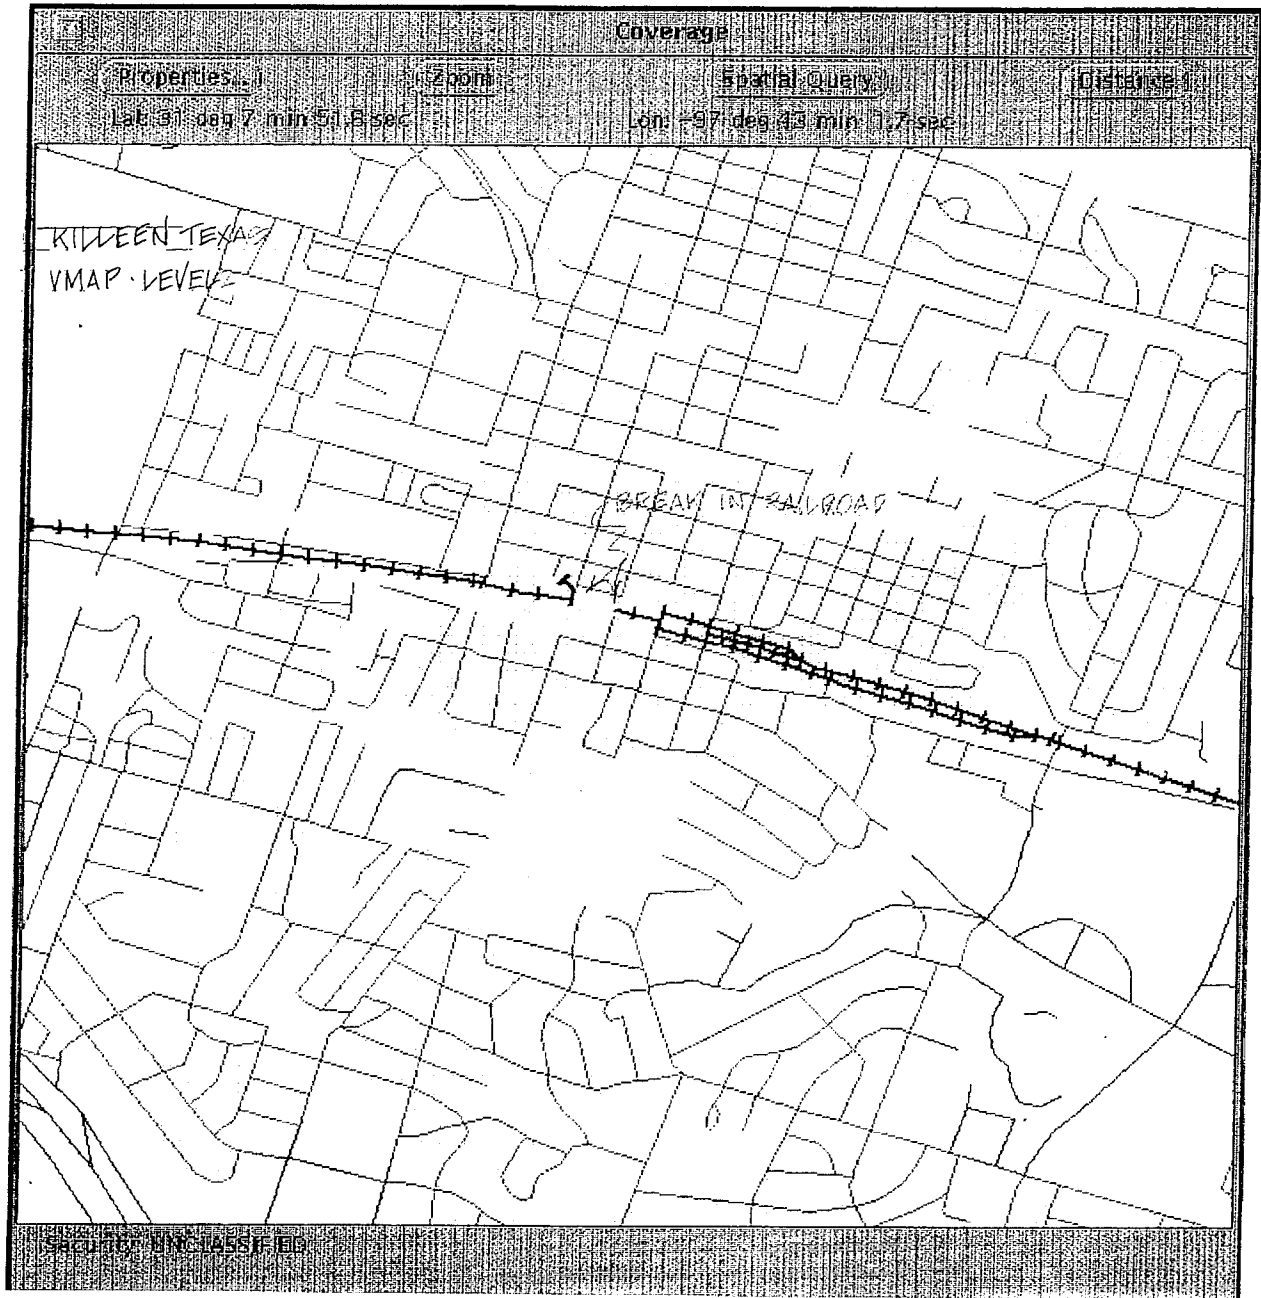 Coverage
Properties... Zoom Spatial Query Distance
Lat: 31 deg 7 min 51.8 sec Lon: -97 deg 43 min 1.7 sec
KILLEEN TEXAS
VMAP · LEVEL 2
BREAK IN RAILROAD
Security: UNCLASSIFIED